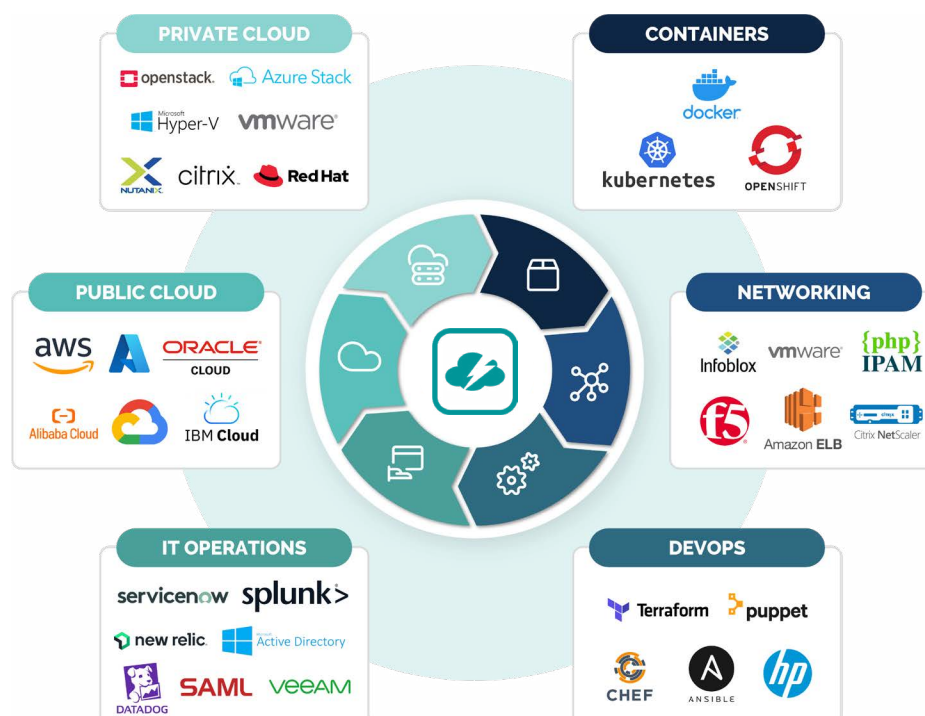 PRIVATE CLOUD
openstack.
Azure Stack
Microsoft
Hyper-V
vmware®
NUTANIX
citrix
Red Hat
CONTAINERS
docker
kubernetes
OPENSHIFT
PUBLIC CLOUD
aws
ORACLE®
CLOUD
Alibaba Cloud
IBM Cloud
NETWORKING
Infoblox
vmware®
{php}
IPAM
f5
Amazon ELB
Citrix NetScaler
IT OPERATIONS
servicenow
splunk>
new relic.
Active Directory
DATADOG
SAML
veeAM
DEVOPS
Terraform
puppet
CHEF
A
ANSIBLE
hp